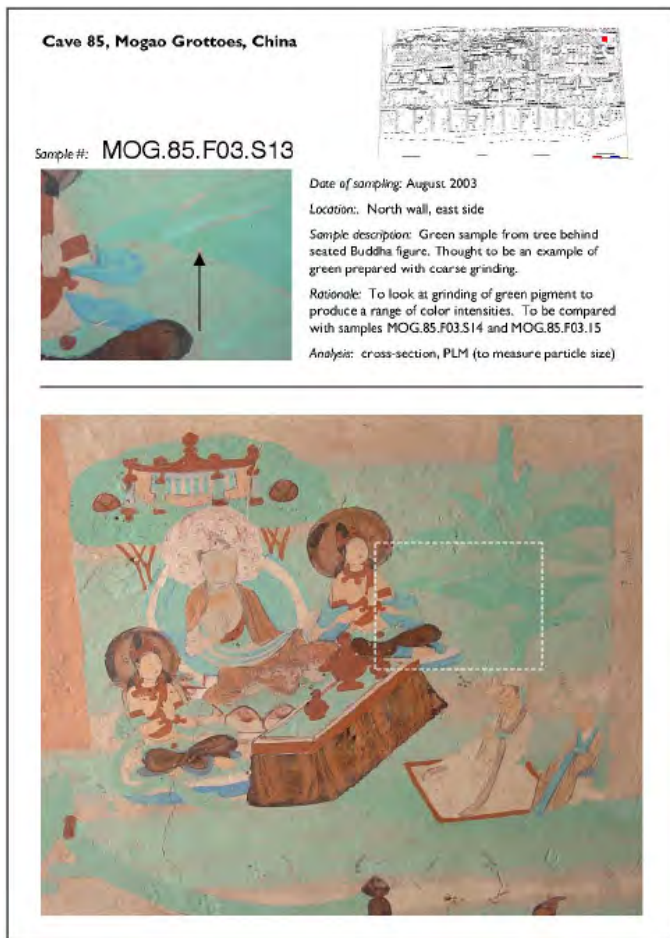 Cave 85, Mogao Grottoes, China
Sample #: MOG.85.F03.S13
Date of sampling: August 2003
Location:. North wall, east side
Sample description: Green sample from tree behind
seated Buddha figure. Thought to be an example of
green prepared with coarse grinding.
Rationale: To look at grinding of green pigment to
produce a range of color intensities. To be compared
with samples MOG.85.F03.S14 and MOG.85.F03.15
Analysis: cross-section, PLM (to measure particle size)